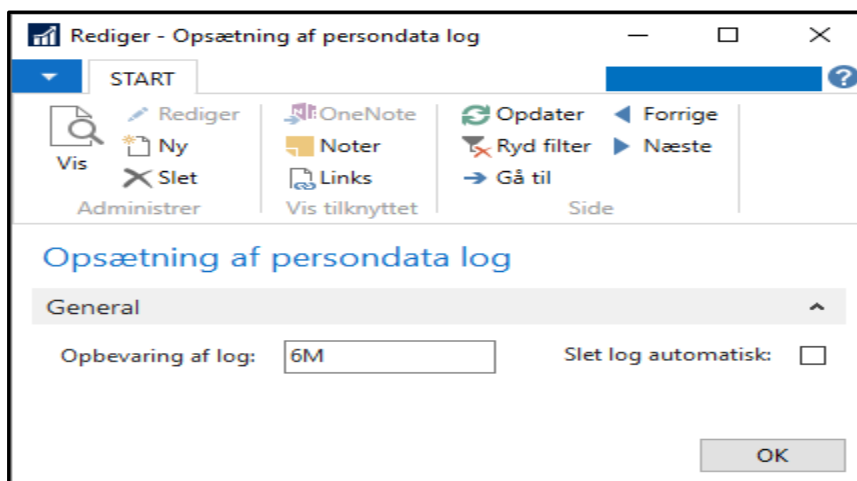 Rediger - Opsætning af persondata log
START
Vis
Rediger
Ny
Slet
Administrer
OneNote
Noter
Links
Vis tilknyttet
Opdater
Ryd filter
Gå til
Forrige
Næste
Side
Opsætning af persondata log
General
Opbevaring af log: 6M Slet log automatisk:
OK